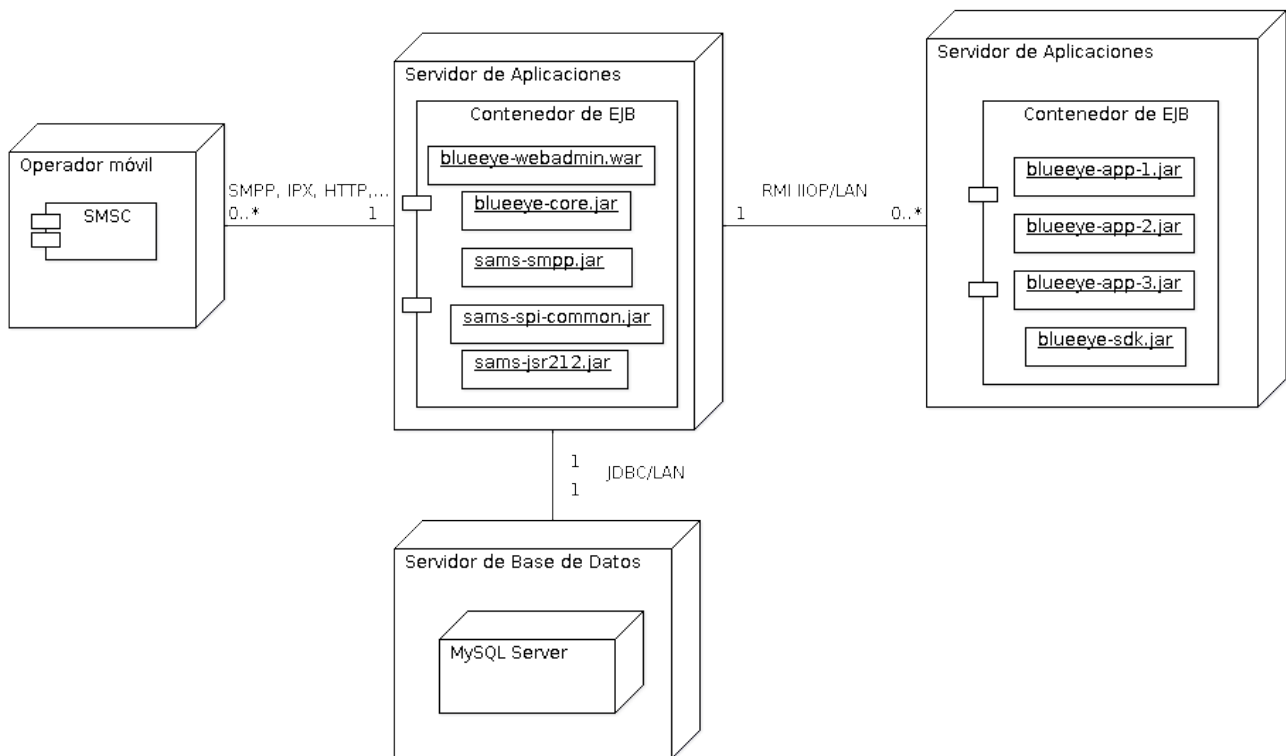 Operador móvil
SMSC
SMPP, IPX, HTTP,...
0..*
1
Servidor de Aplicaciones
Contenedor de EJB
blueeye-webadmin.war
blueeye-core.jar
sams-smpp.jar
sams-spi-common.jar
sams-jsr212.jar
RMI IIOP/LAN
1
0..*
Servidor de Aplicaciones
Contenedor de EJB
blueeye-app-1.jar
blueeye-app-2.jar
blueeye-app-3.jar
blueeye-sdk.jar
1
JDBC/LAN
1
Servidor de Base de Datos
MySQL Server